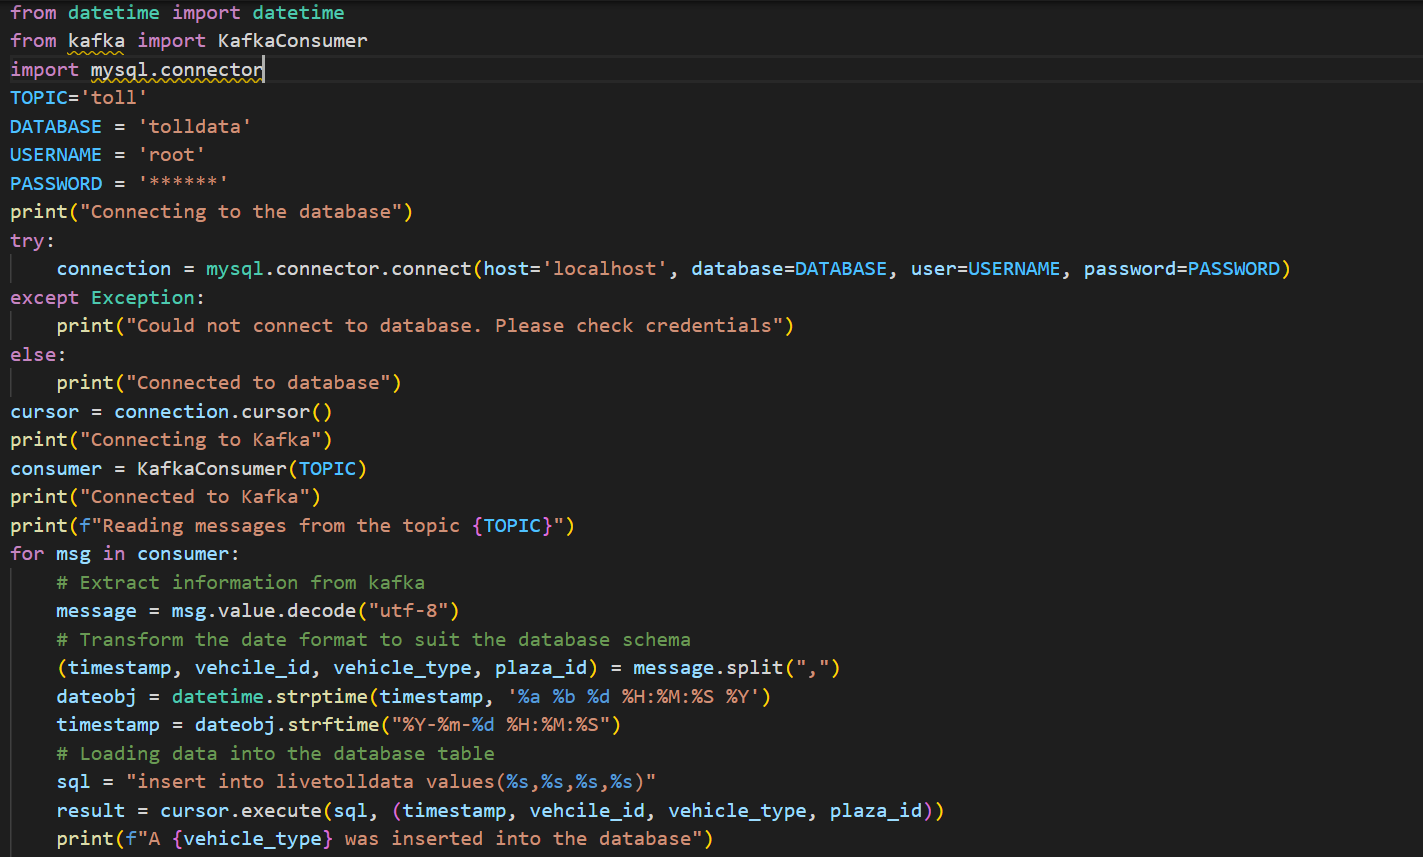 from datetime import datetime
from kafka import KafkaConsumer
import mysql.connector
TOPIC='toll'
DATABASE = 'tolldata'
USERNAME = 'root'
PASSWORD = '******'
print("Connecting to the database")
try:
    connection = mysql.connector.connect(host='localhost', database=DATABASE, user=USERNAME, password=PASSWORD)
except Exception:
    print("Could not connect to database. Please check credentials")
else:
    print("Connected to database")
cursor = connection.cursor()
print("Connecting to Kafka")
consumer = KafkaConsumer(TOPIC)
print("Connected to Kafka")
print(f"Reading messages from the topic {TOPIC}")
for msg in consumer:
    # Extract information from kafka
    message = msg.value.decode("utf-8")
    # Transform the date format to suit the database schema
    (timestamp, vehcile_id, vehicle_type, plaza_id) = message.split(",")
    dateobj = datetime.strptime(timestamp, '%a %b %d %H:%M:%S %Y')
    timestamp = dateobj.strftime("%Y-%m-%d %H:%M:%S")
    # Loading data into the database table
    sql = "insert into livetolldata values(%s,%s,%s,%s)"
    result = cursor.execute(sql, (timestamp, vehcile_id, vehicle_type, plaza_id))
    print(f"A {vehicle_type} was inserted into the database")